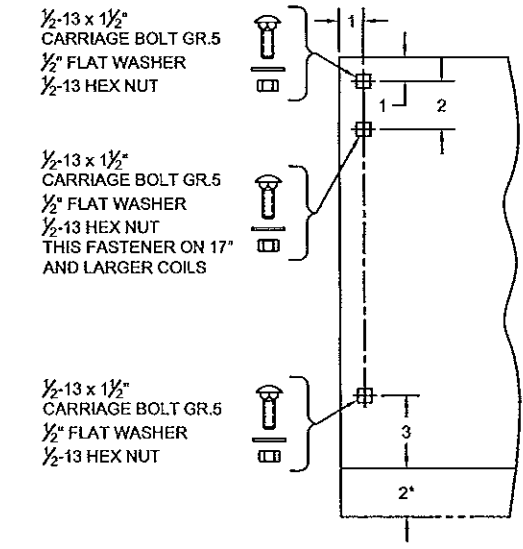 ½-13 x 1½"
CARRIAGE BOLT GR.5
½" FLAT WASHER
½-13 HEX NUT
1
1
2
½-13 x 1½"
CARRIAGE BOLT GR.5
½" FLAT WASHER
½-13 HEX NUT
THIS FASTENER ON 17"
AND LARGER COILS
½-13 x 1½"
CARRIAGE BOLT GR.5
½" FLAT WASHER
½-13 HEX NUT
3
2*